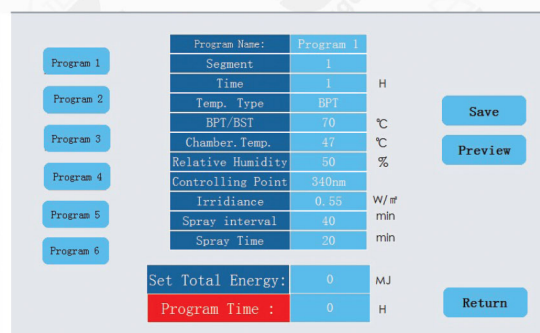 Program 1
Program 2
Program 3
Program 4
Program 5
Program 6
Program Name: Program 1
Segment 1
Time 1 H
Temp. Type BPT
BPT/BST 70 ℃
Chamber.Temp. 47 ℃
Relative Humidity 50 %
Controlling Point 340nm
Irridiance 0.55 W/㎡
Spray interval 40 min
Spray Time 20 min
Set Total Energy: 0 MJ
Program Time : 0 H
Save
Preview
Return